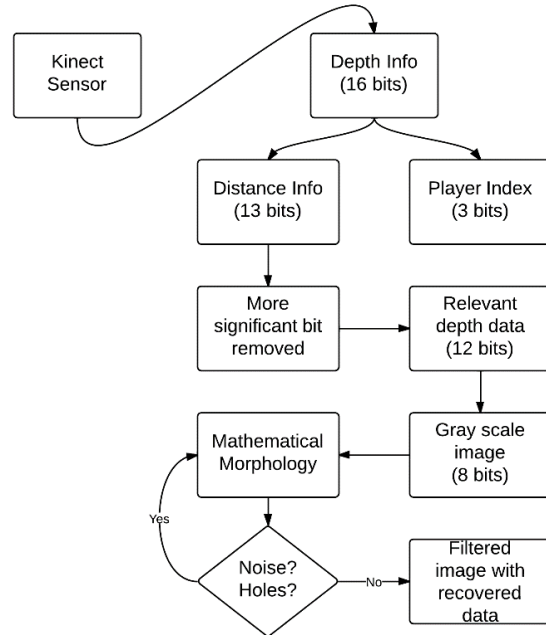 Kinect
Sensor
Depth Info
(16 bits)
Distance Info
(13 bits)
Player Index
(3 bits)
More
significant bit
removed
Relevant
depth data
(12 bits)
Mathematical
Morphology
Gray scale
image
(8 bits)
Yes
Noise?
Holes?
No
Filtered
image with
recovered
data